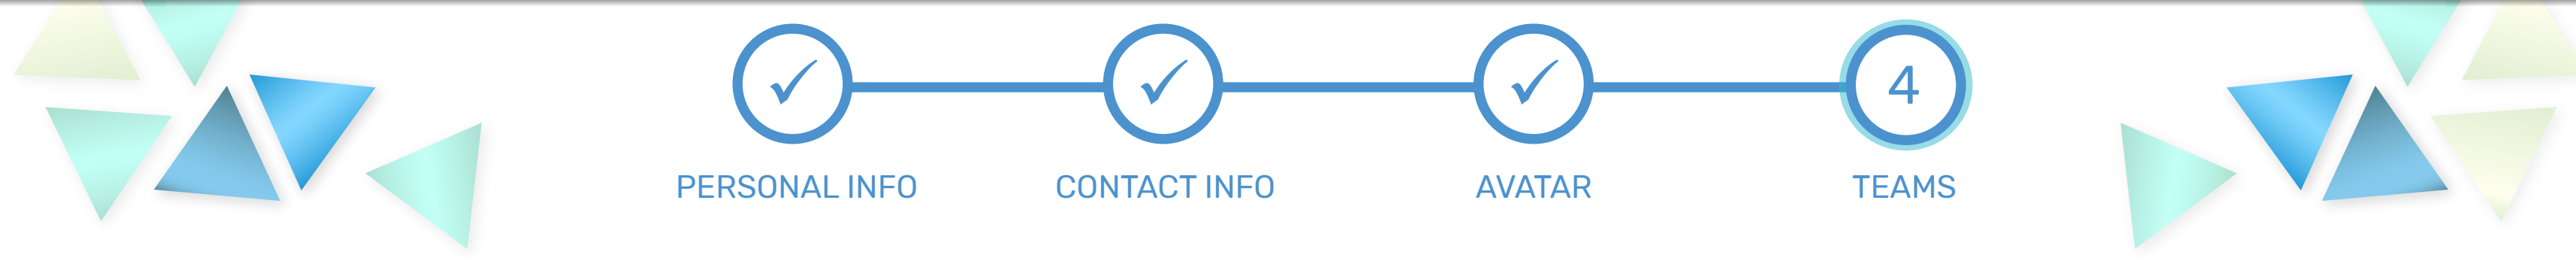 4
PERSONAL INFO
CONTACT INFO
AVATAR
TEAMS